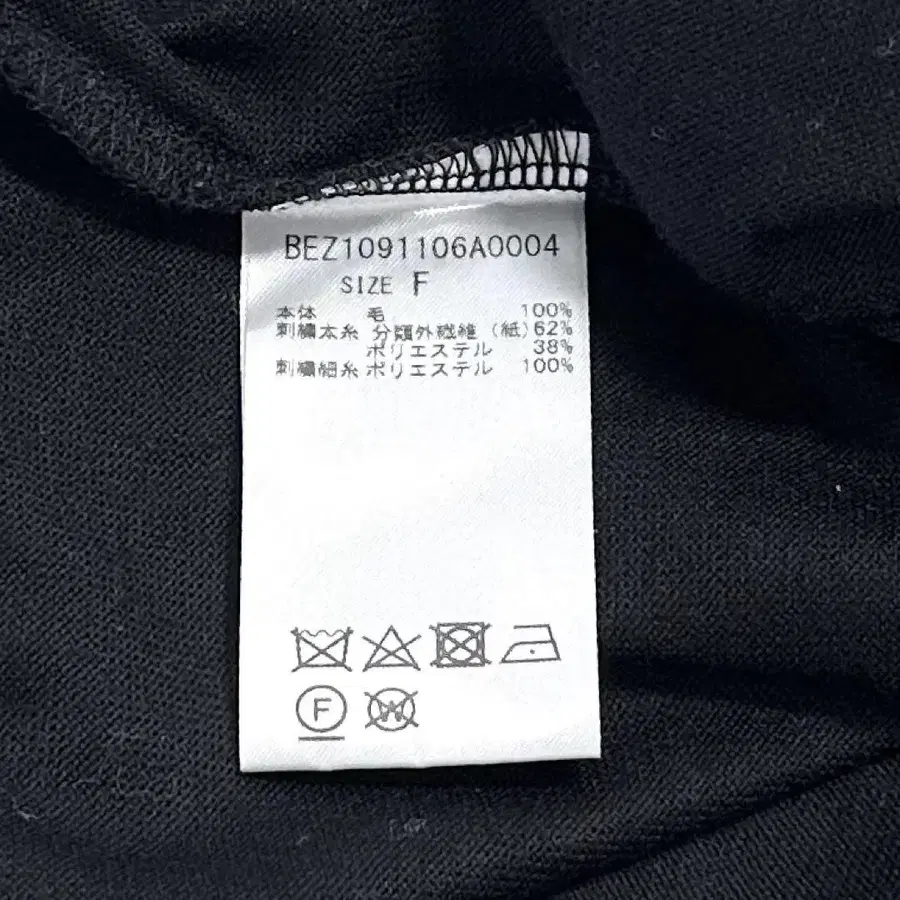 BEZ1091106A0004
SIZE F
本体 毛 100%
刺繍太糸 分類外繊維(紙)62%
ポリエステル 38%
刺繍細糸 ポリエステル 100%
F
W